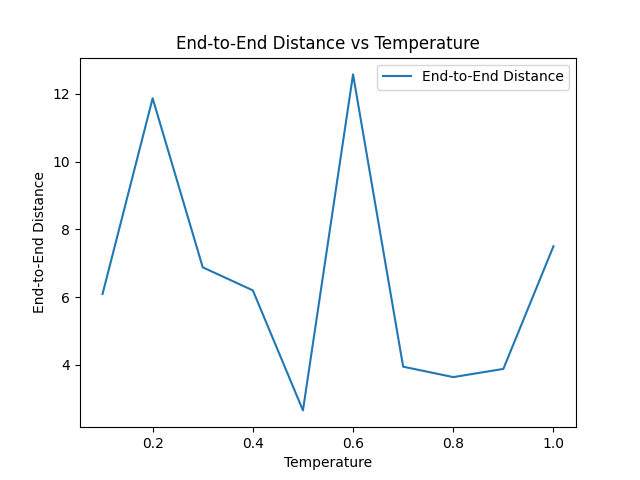 End-to-End Distance vs Temperature
End-to-End Distance
End-to-End Distance
12
10
8
6
4
0.2 0.4 0.6 0.8 1.0
Temperature